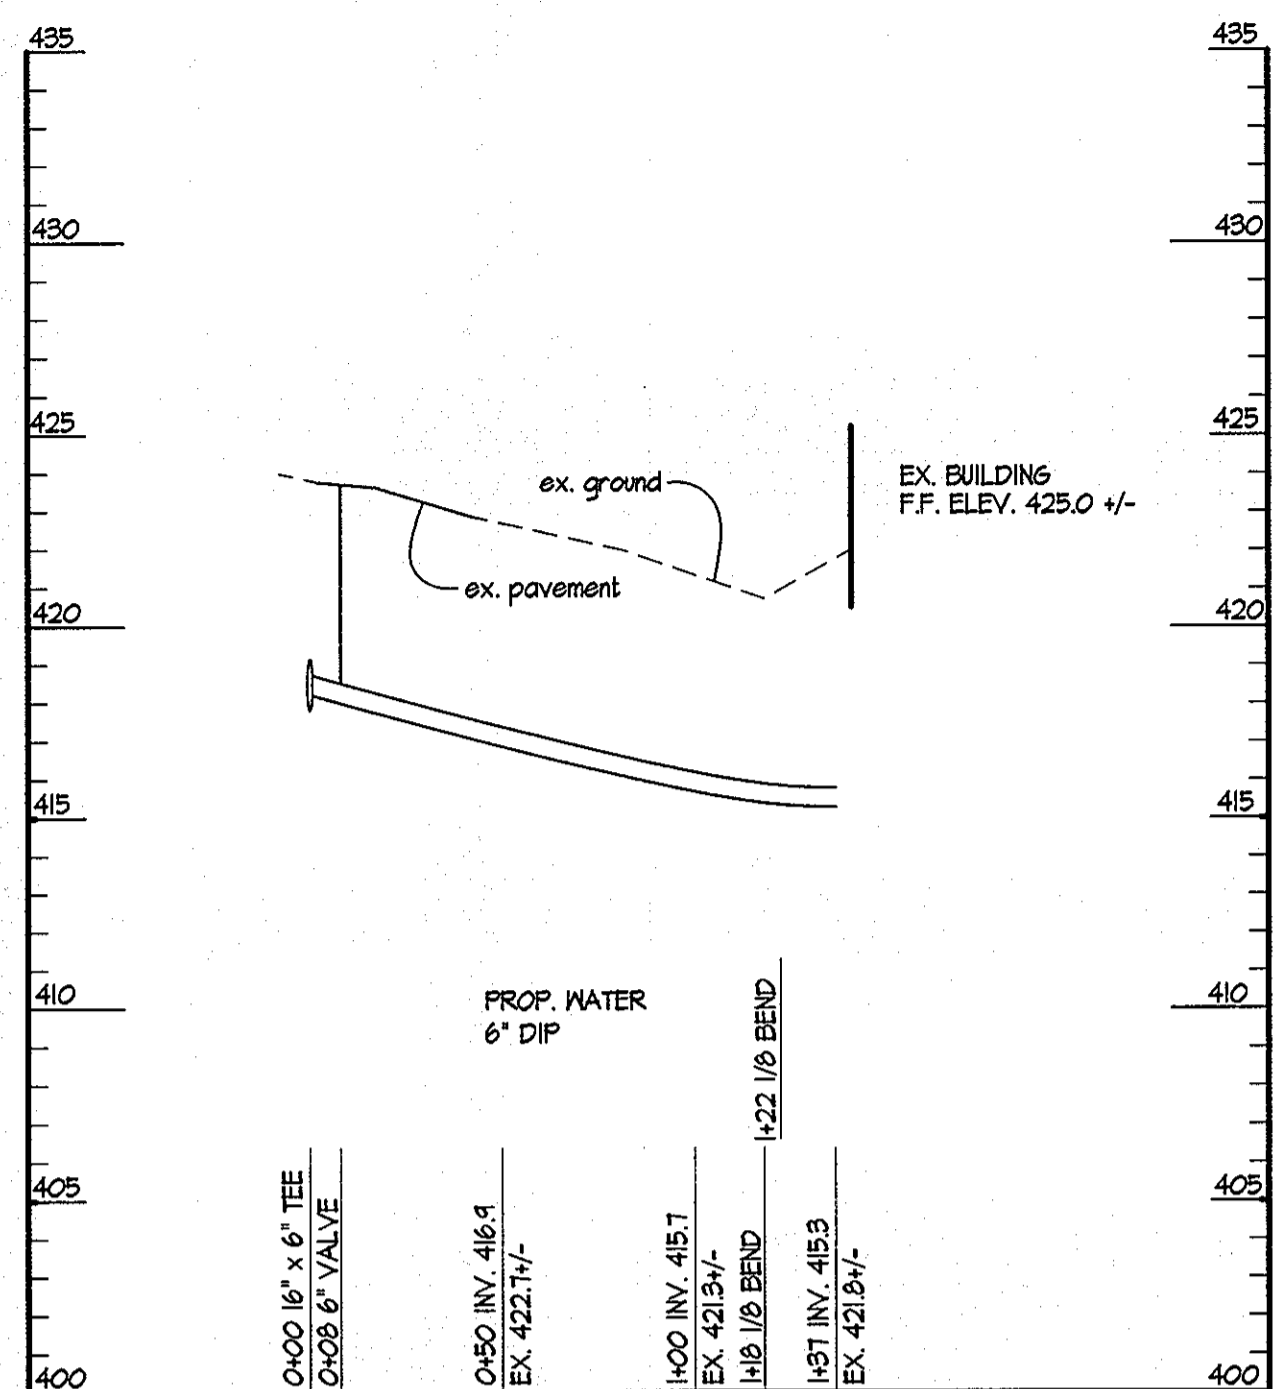 435
435
430
430
425
425
ex. ground
EX. BUILDING
F.F. ELEV. 425.0 +/-
ex. pavement
420
420
415
415
410
410
PROP. WATER
6" DIP
1+22 1/8 BEND
405
405
0+00 16" x 6" TEE
0+08 6" VALVE
0+50 INV. 416.9
EX. 422.7+/-
1+00 INV. 415.7
EX. 421.3+/-
1+18 1/8 BEND
1+37 INV. 415.3
EX. 421.8+/-
400
400